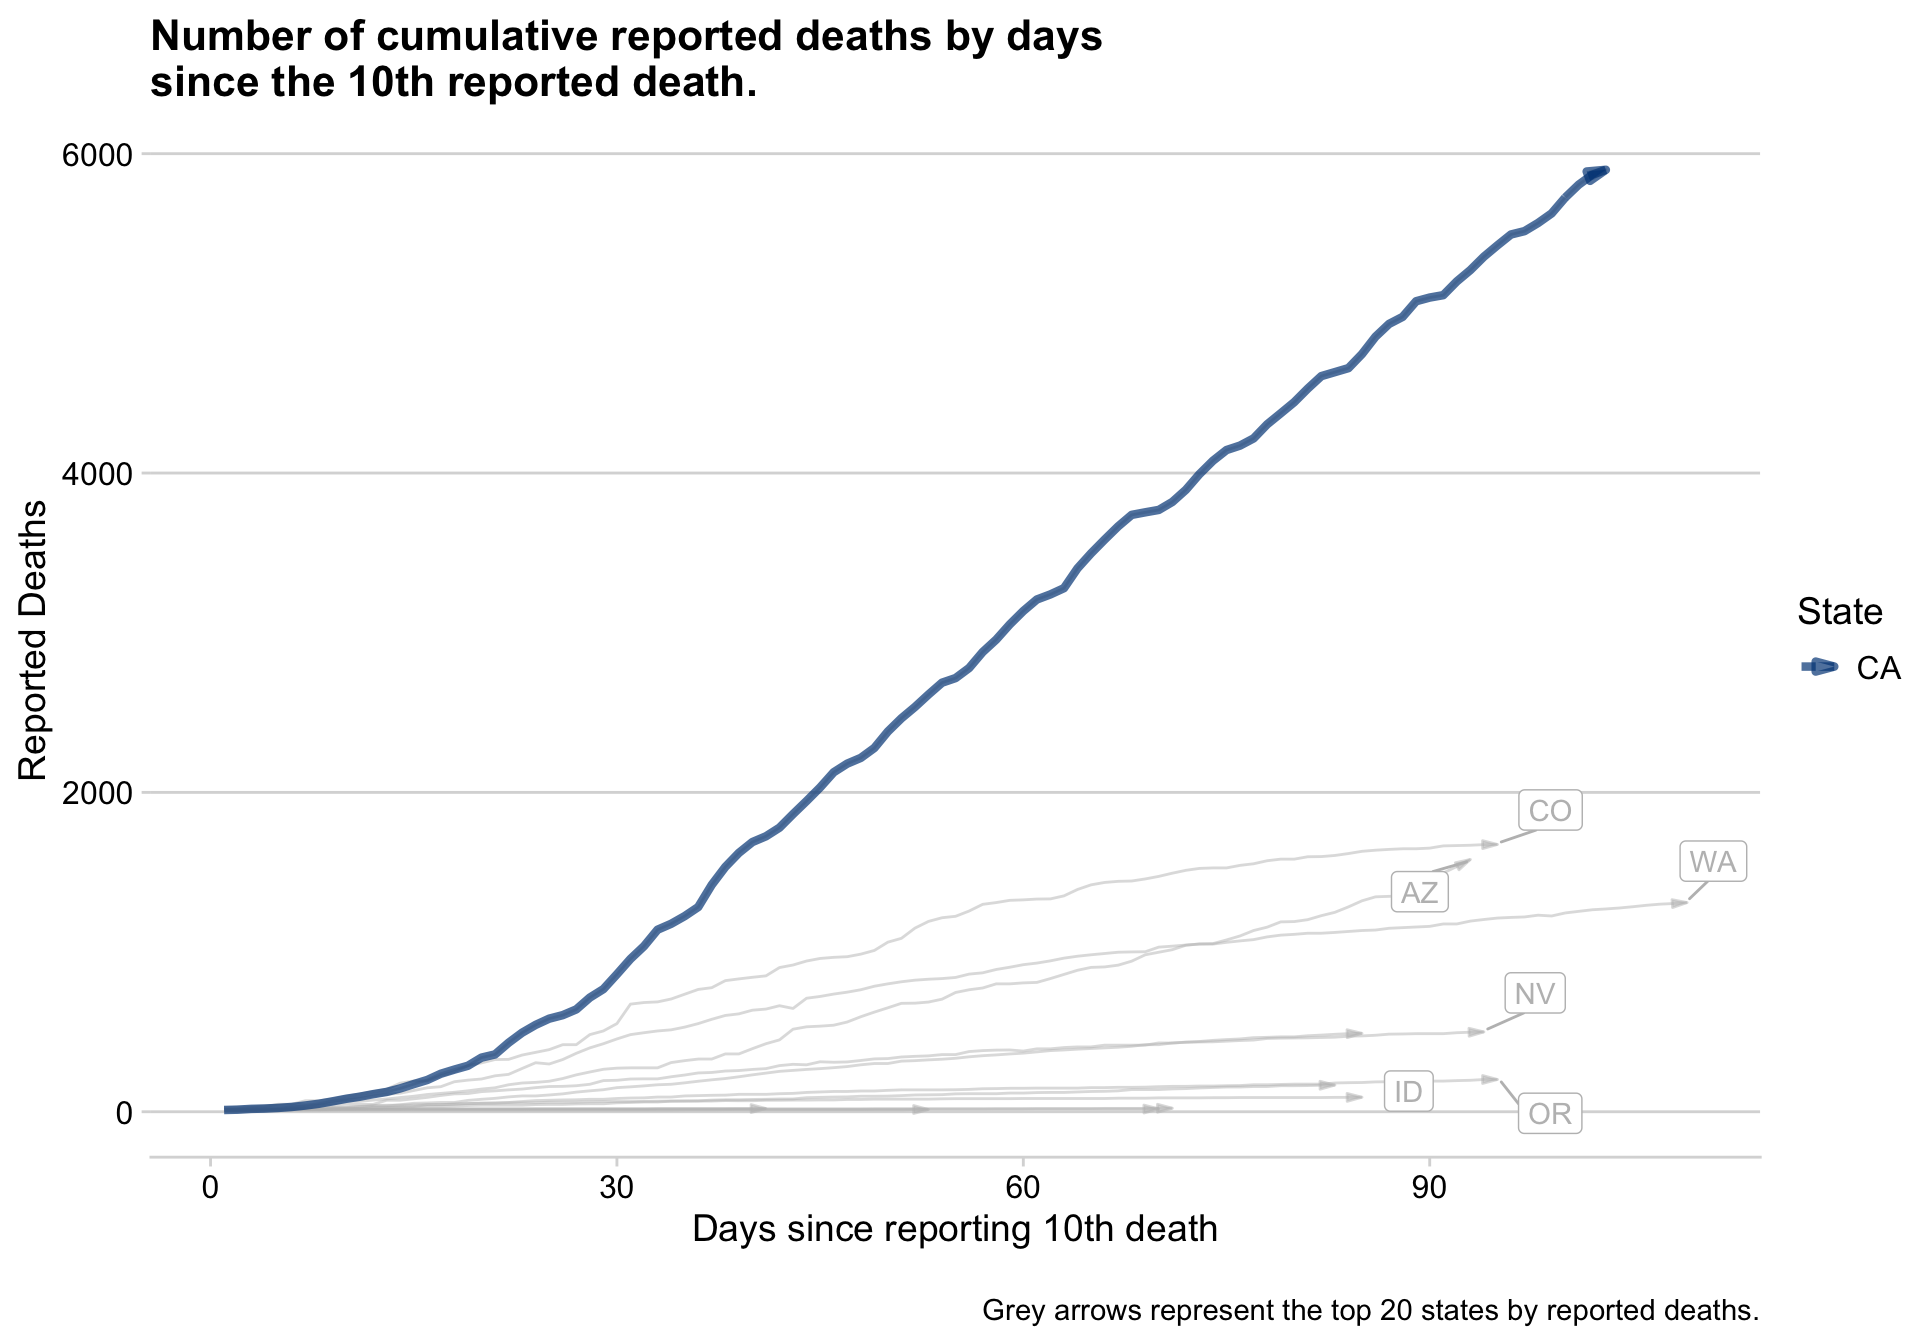 Number of cumulative reported deaths by days
since the 10th reported death.
6000
4000
2000
0
Reported Deaths
CO
WA
AZ
NV
ID
OR
State
CA
0 30 60 90
Days since reporting 10th death
Grey arrows represent the top 20 states by reported deaths.